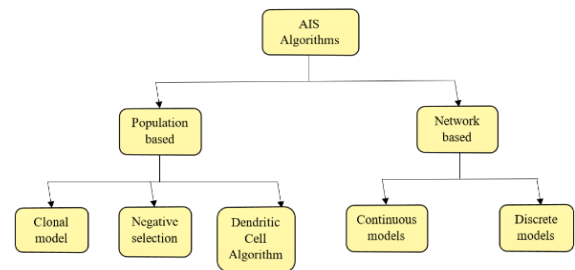 AIS
Algorithms
Population
based
Network
based
Clonal
model
Negative
selection
Dendritic
Cell
Algorithm
Continuous
models
Discrete
models